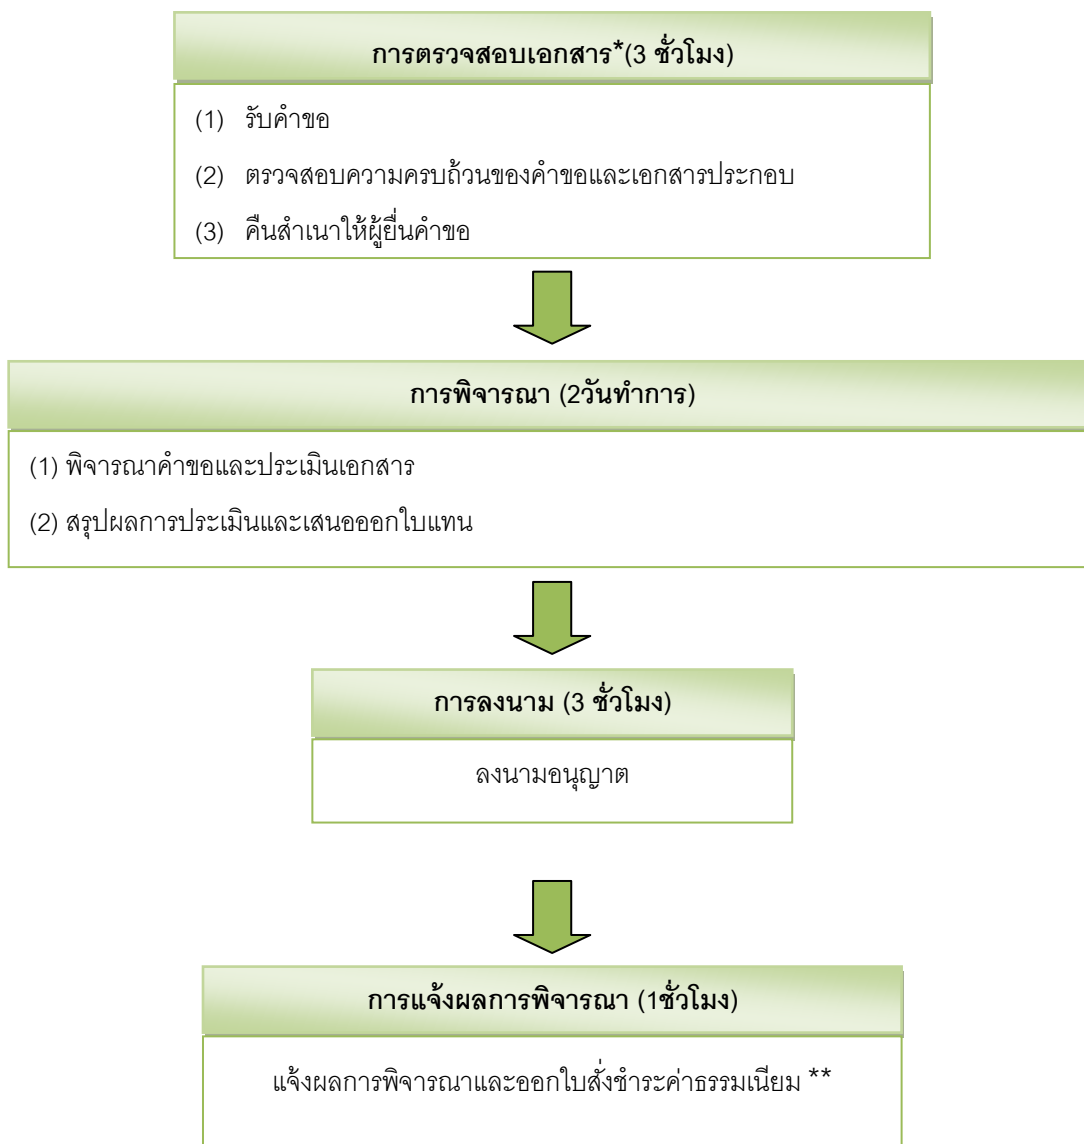 การตรวจสอบเอกสาร*(3 ชั่วโมง)
(1) รับคำขอ
(2) ตรวจสอบความครบถ้วนของคำขอและเอกสารประกอบ
(3) คืนสำเนาให้ผู้ยื่นคำขอ
การพิจารณา (2วันทำการ)
(1) พิจารณาคำขอและประเมินเอกสาร
(2) สรุปผลการประเมินและเสนอออกใบแทน
การลงนาม (3 ชั่วโมง)
ลงนามอนุญาต
การแจ้งผลการพิจารณา (1ชั่วโมง)
แจ้งผลการพิจารณาและออกใบสั่งชำระค่าธรรมเนียม **